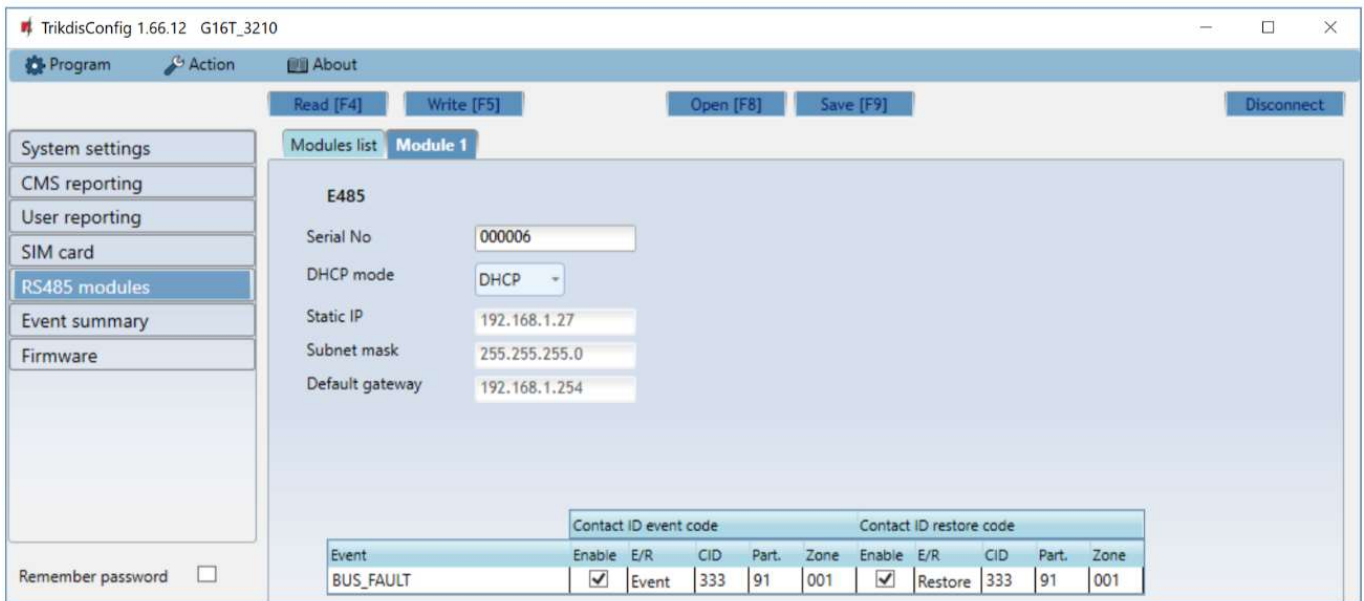 TrikdisConfig 1.66.12 G16T_3210
Program Action About
Read [F4] Write [F5] Open [F8] Save [F9] Disconnect
System settings
CMS reporting
User reporting
SIM card
RS485 modules
Event summary
Firmware
Remember password
Modules list Module 1
E485
Serial No 000006
DHCP mode DHCP
Static IP 192.168.1.27
Subnet mask 255.255.255.0
Default gateway 192.168.1.254
Contact ID event code Contact ID restore code
Event Enable E/R CID Part. Zone Enable E/R CID Part. Zone
BUS_FAULT Event 333 91 001 Restore 333 91 001